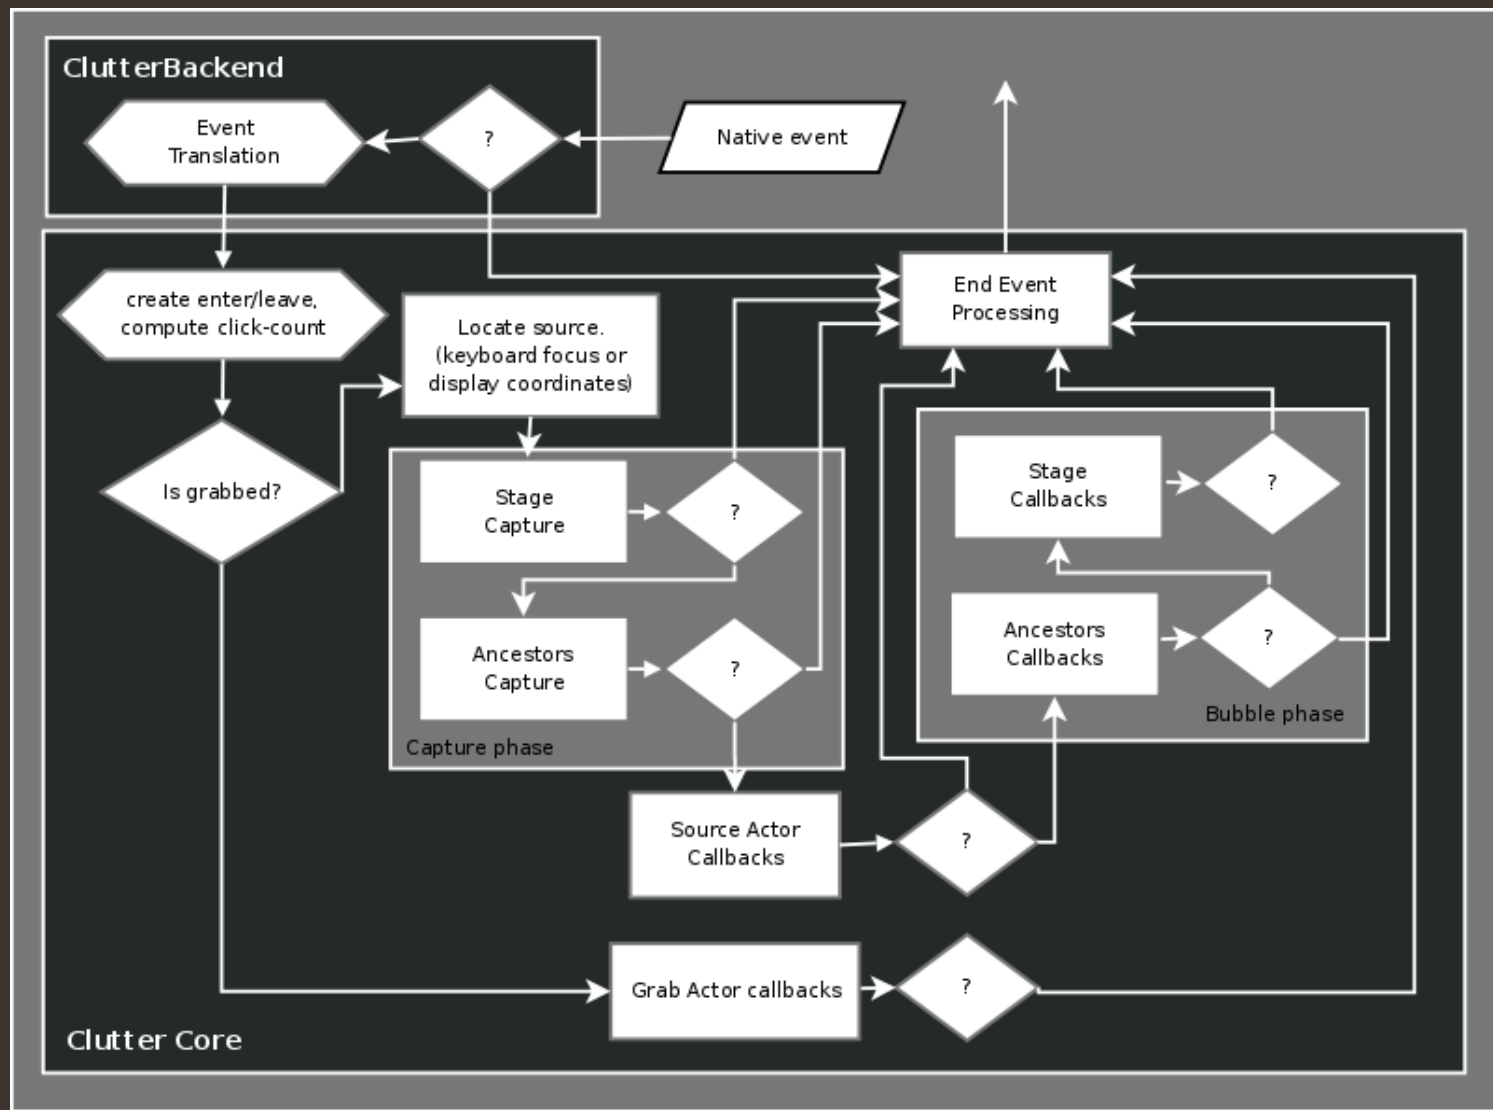 ClutterBackend
Event
Translation
?
Native event
create enter/leave,
compute click-count
Locate source.
(keyboard focus or
display coordinates)
End Event
Processing
Is grabbed?
Stage
Capture
?
Stage
Callbacks
?
Ancestors
Capture
?
Ancestors
Callbacks
?
Capture phase
Bubble phase
Source Actor
Callbacks
?
Grab Actor callbacks
?
Clutter Core